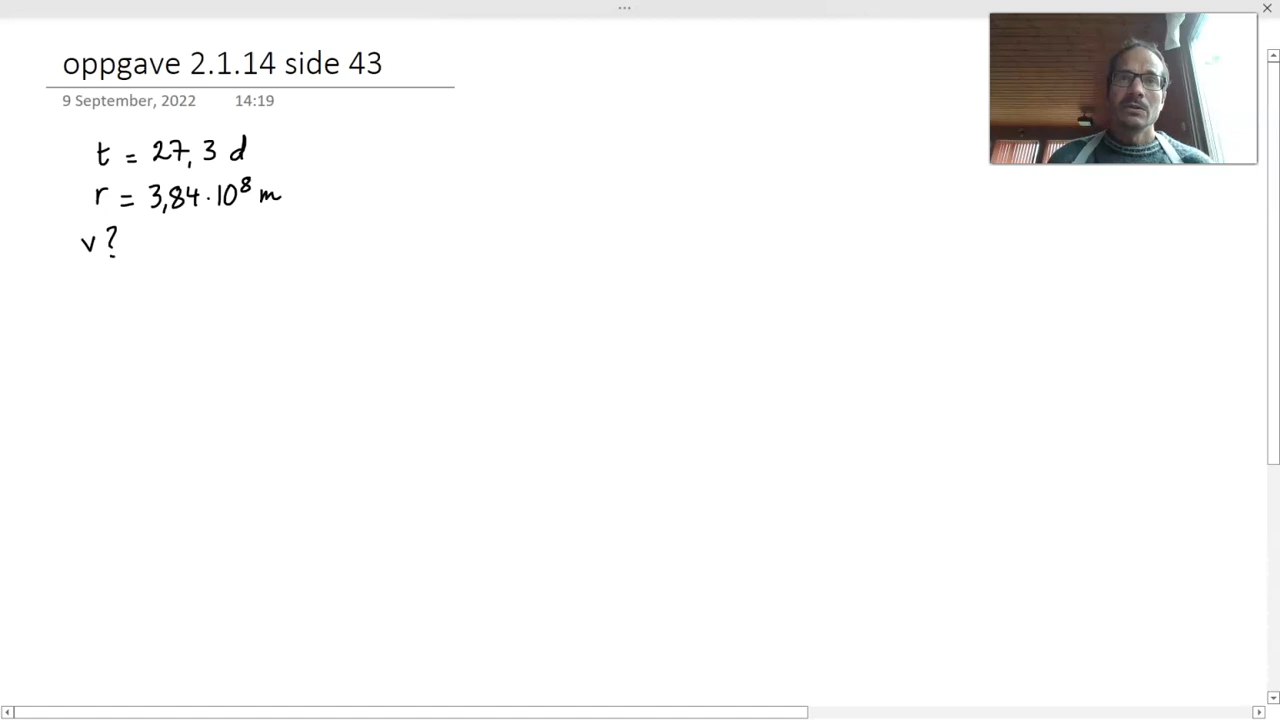 oppgave 2.1.14 side 43
9 September, 2022 14:19
t = 27,3 d
r = 3,84 · 10⁸ m
v ?